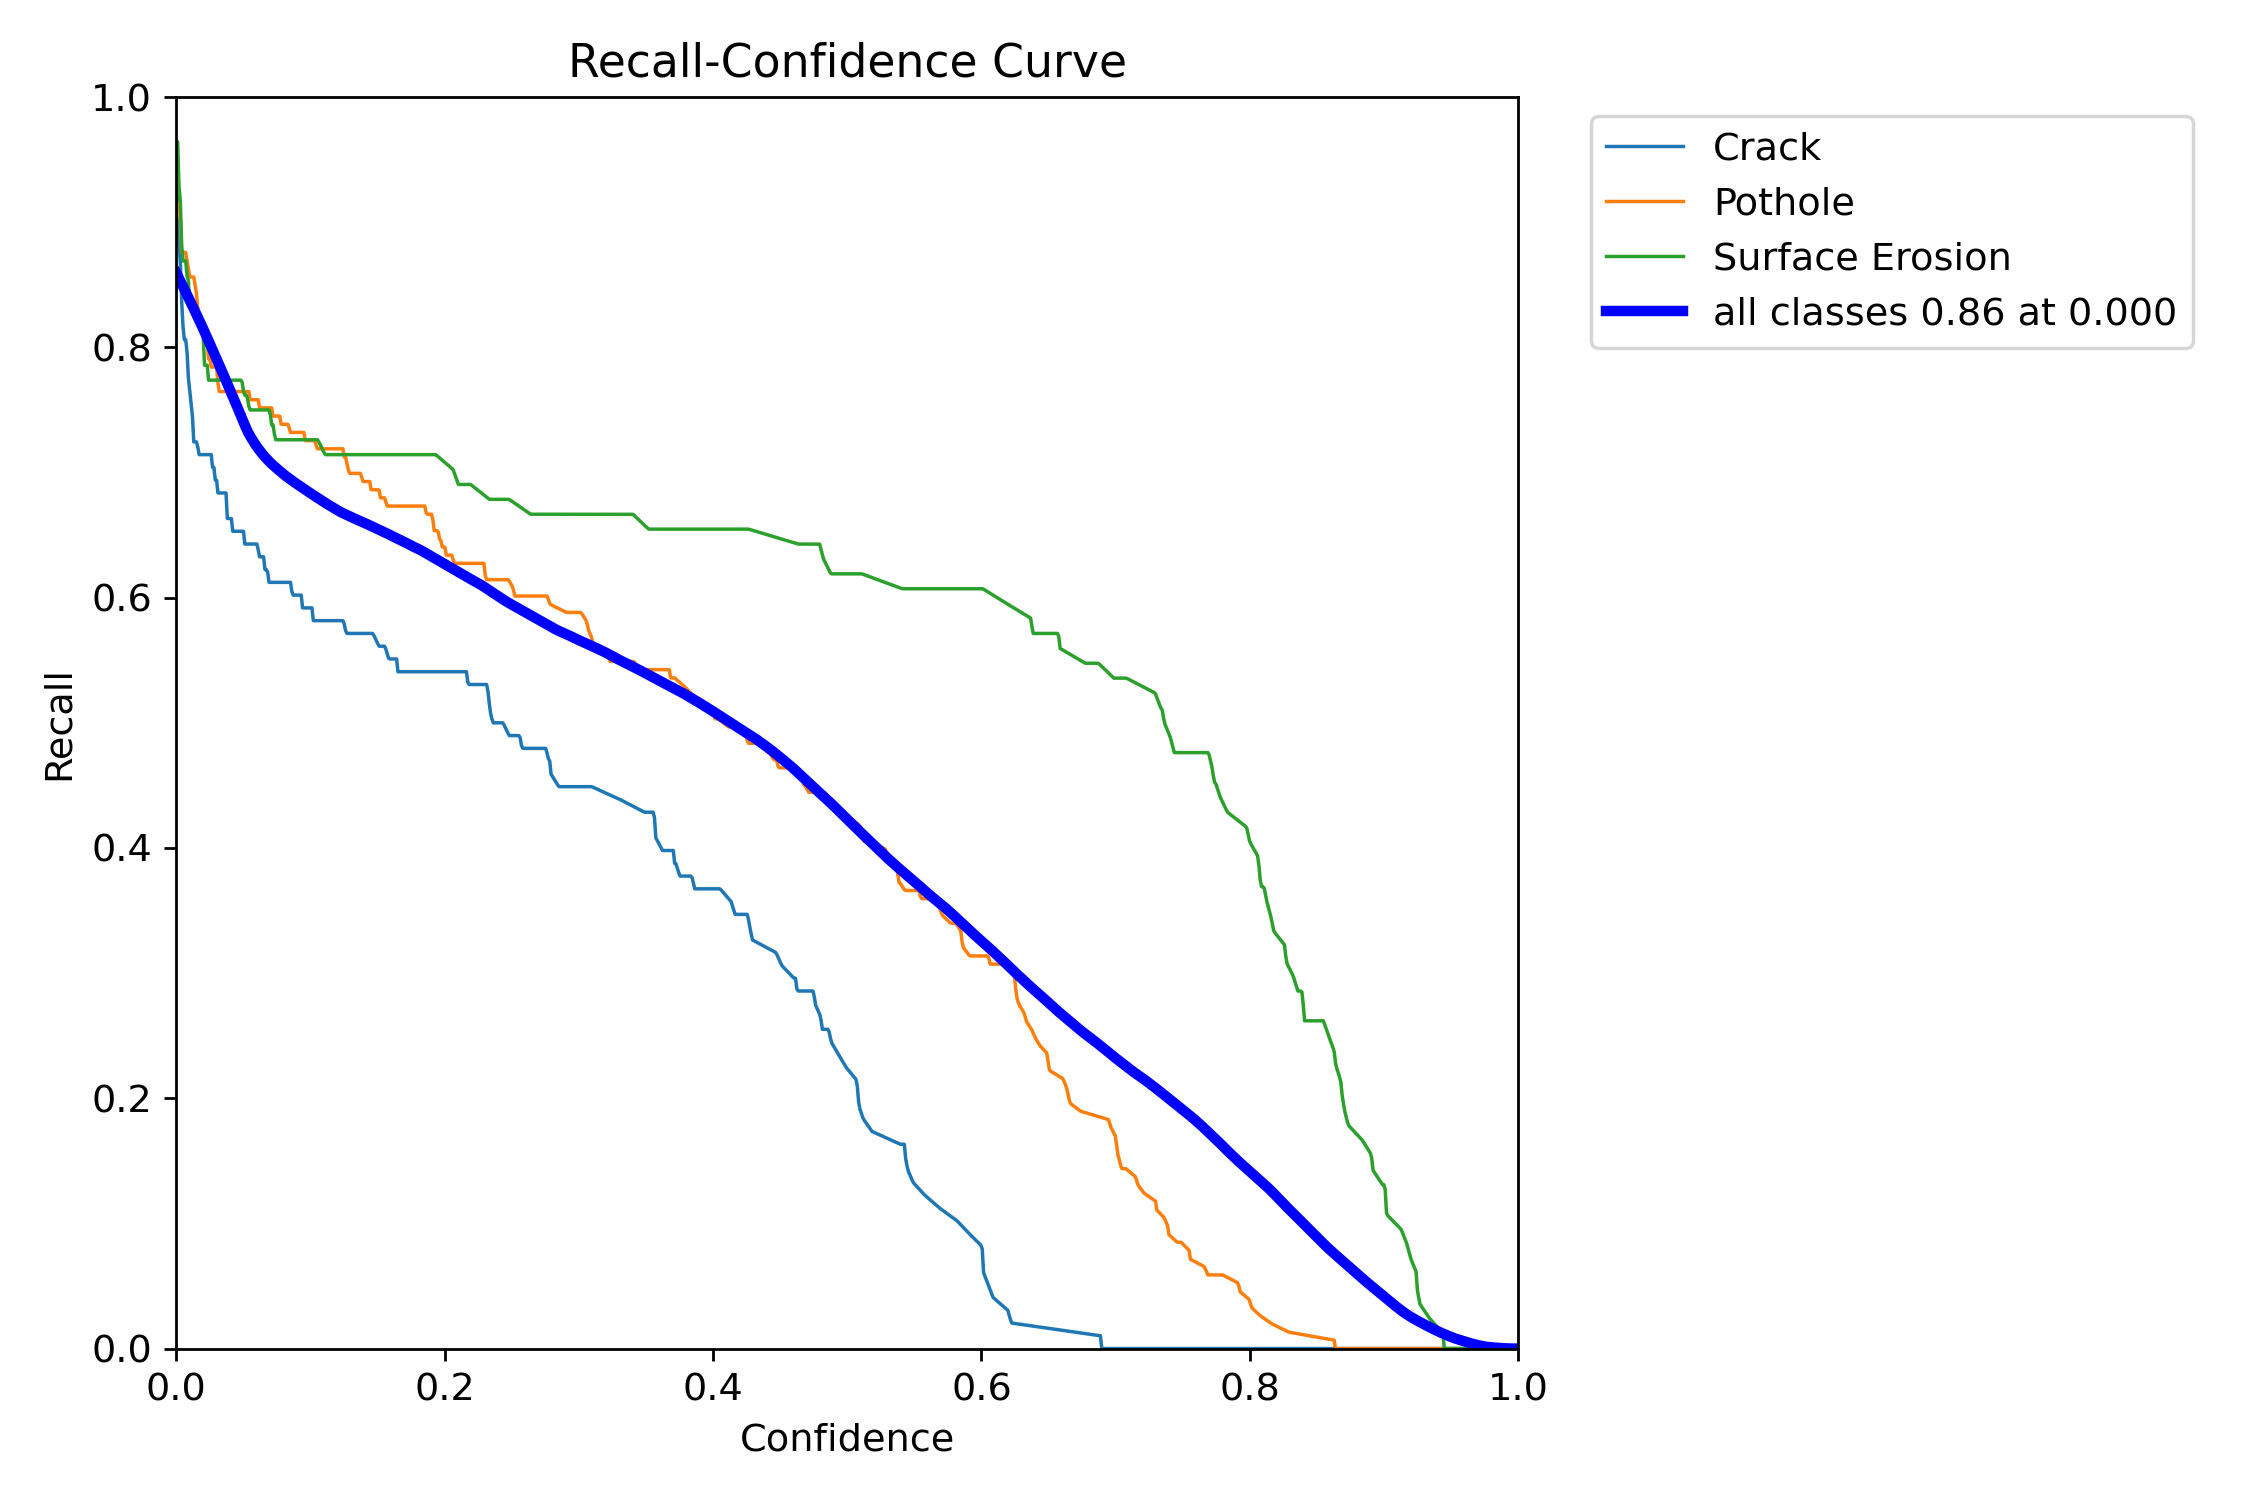 Recall-Confidence Curve
1.0
0.8
0.6
0.4
0.2
0.0
Recall
0.0 0.2 0.4 0.6 0.8 1.0
Confidence
Crack
Pothole
Surface Erosion
all classes 0.86 at 0.000